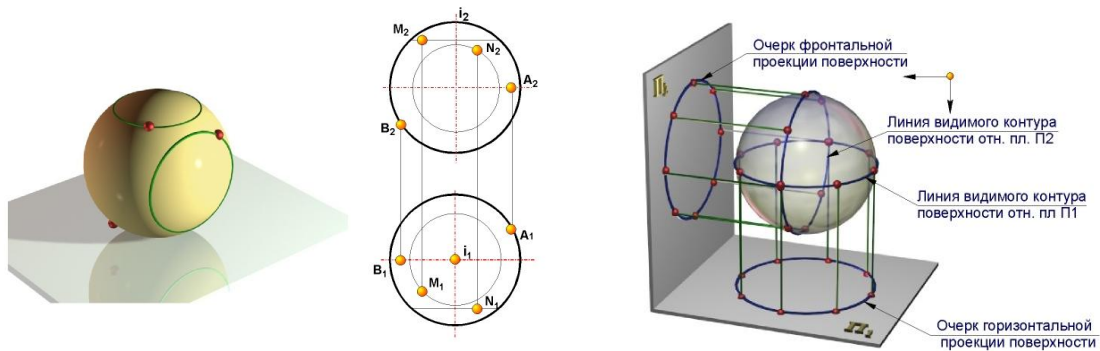 i2
M2
N2
A2
B2
A1
B1
i1
M1
N1
Очерк фронтальной
проекции поверхности
П2
Линия видимого контура
поверхности отн. пл. П2
Линия видимого контура
поверхности отн. пл П1
П1
Очерк горизонтальной
проекции поверхности